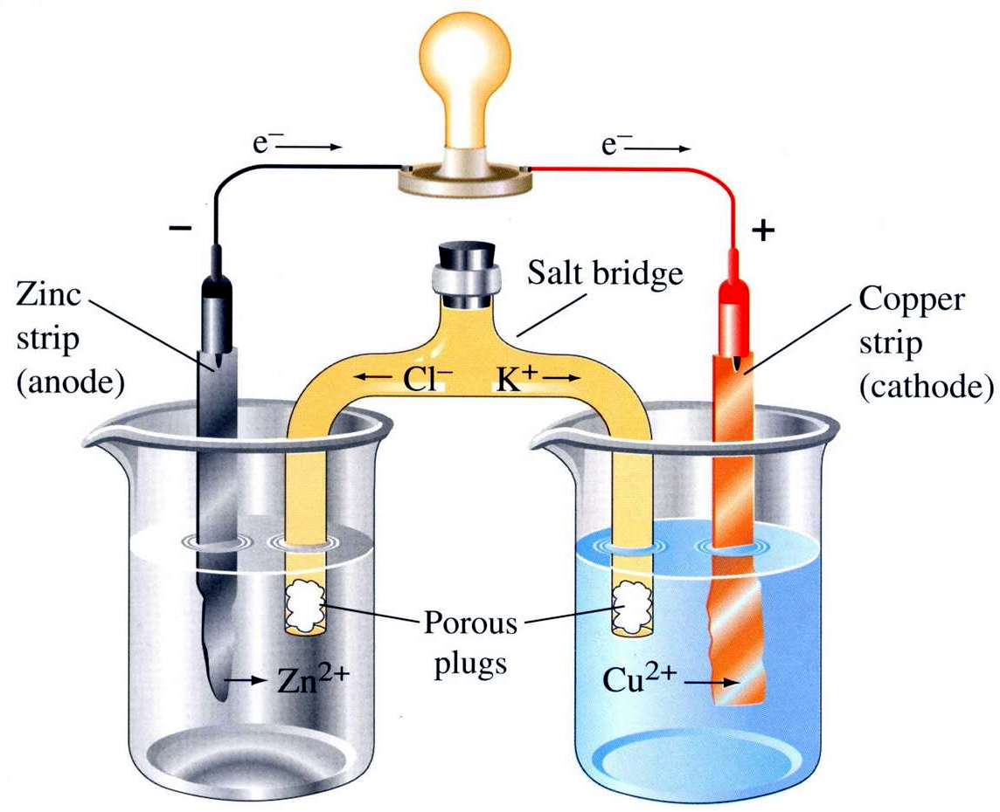 e⁻
e⁻
−
+
Salt bridge
Zinc
strip
(anode)
Copper
strip
(cathode)
Cl⁻
K⁺
Porous
plugs
Zn²⁺
Cu²⁺